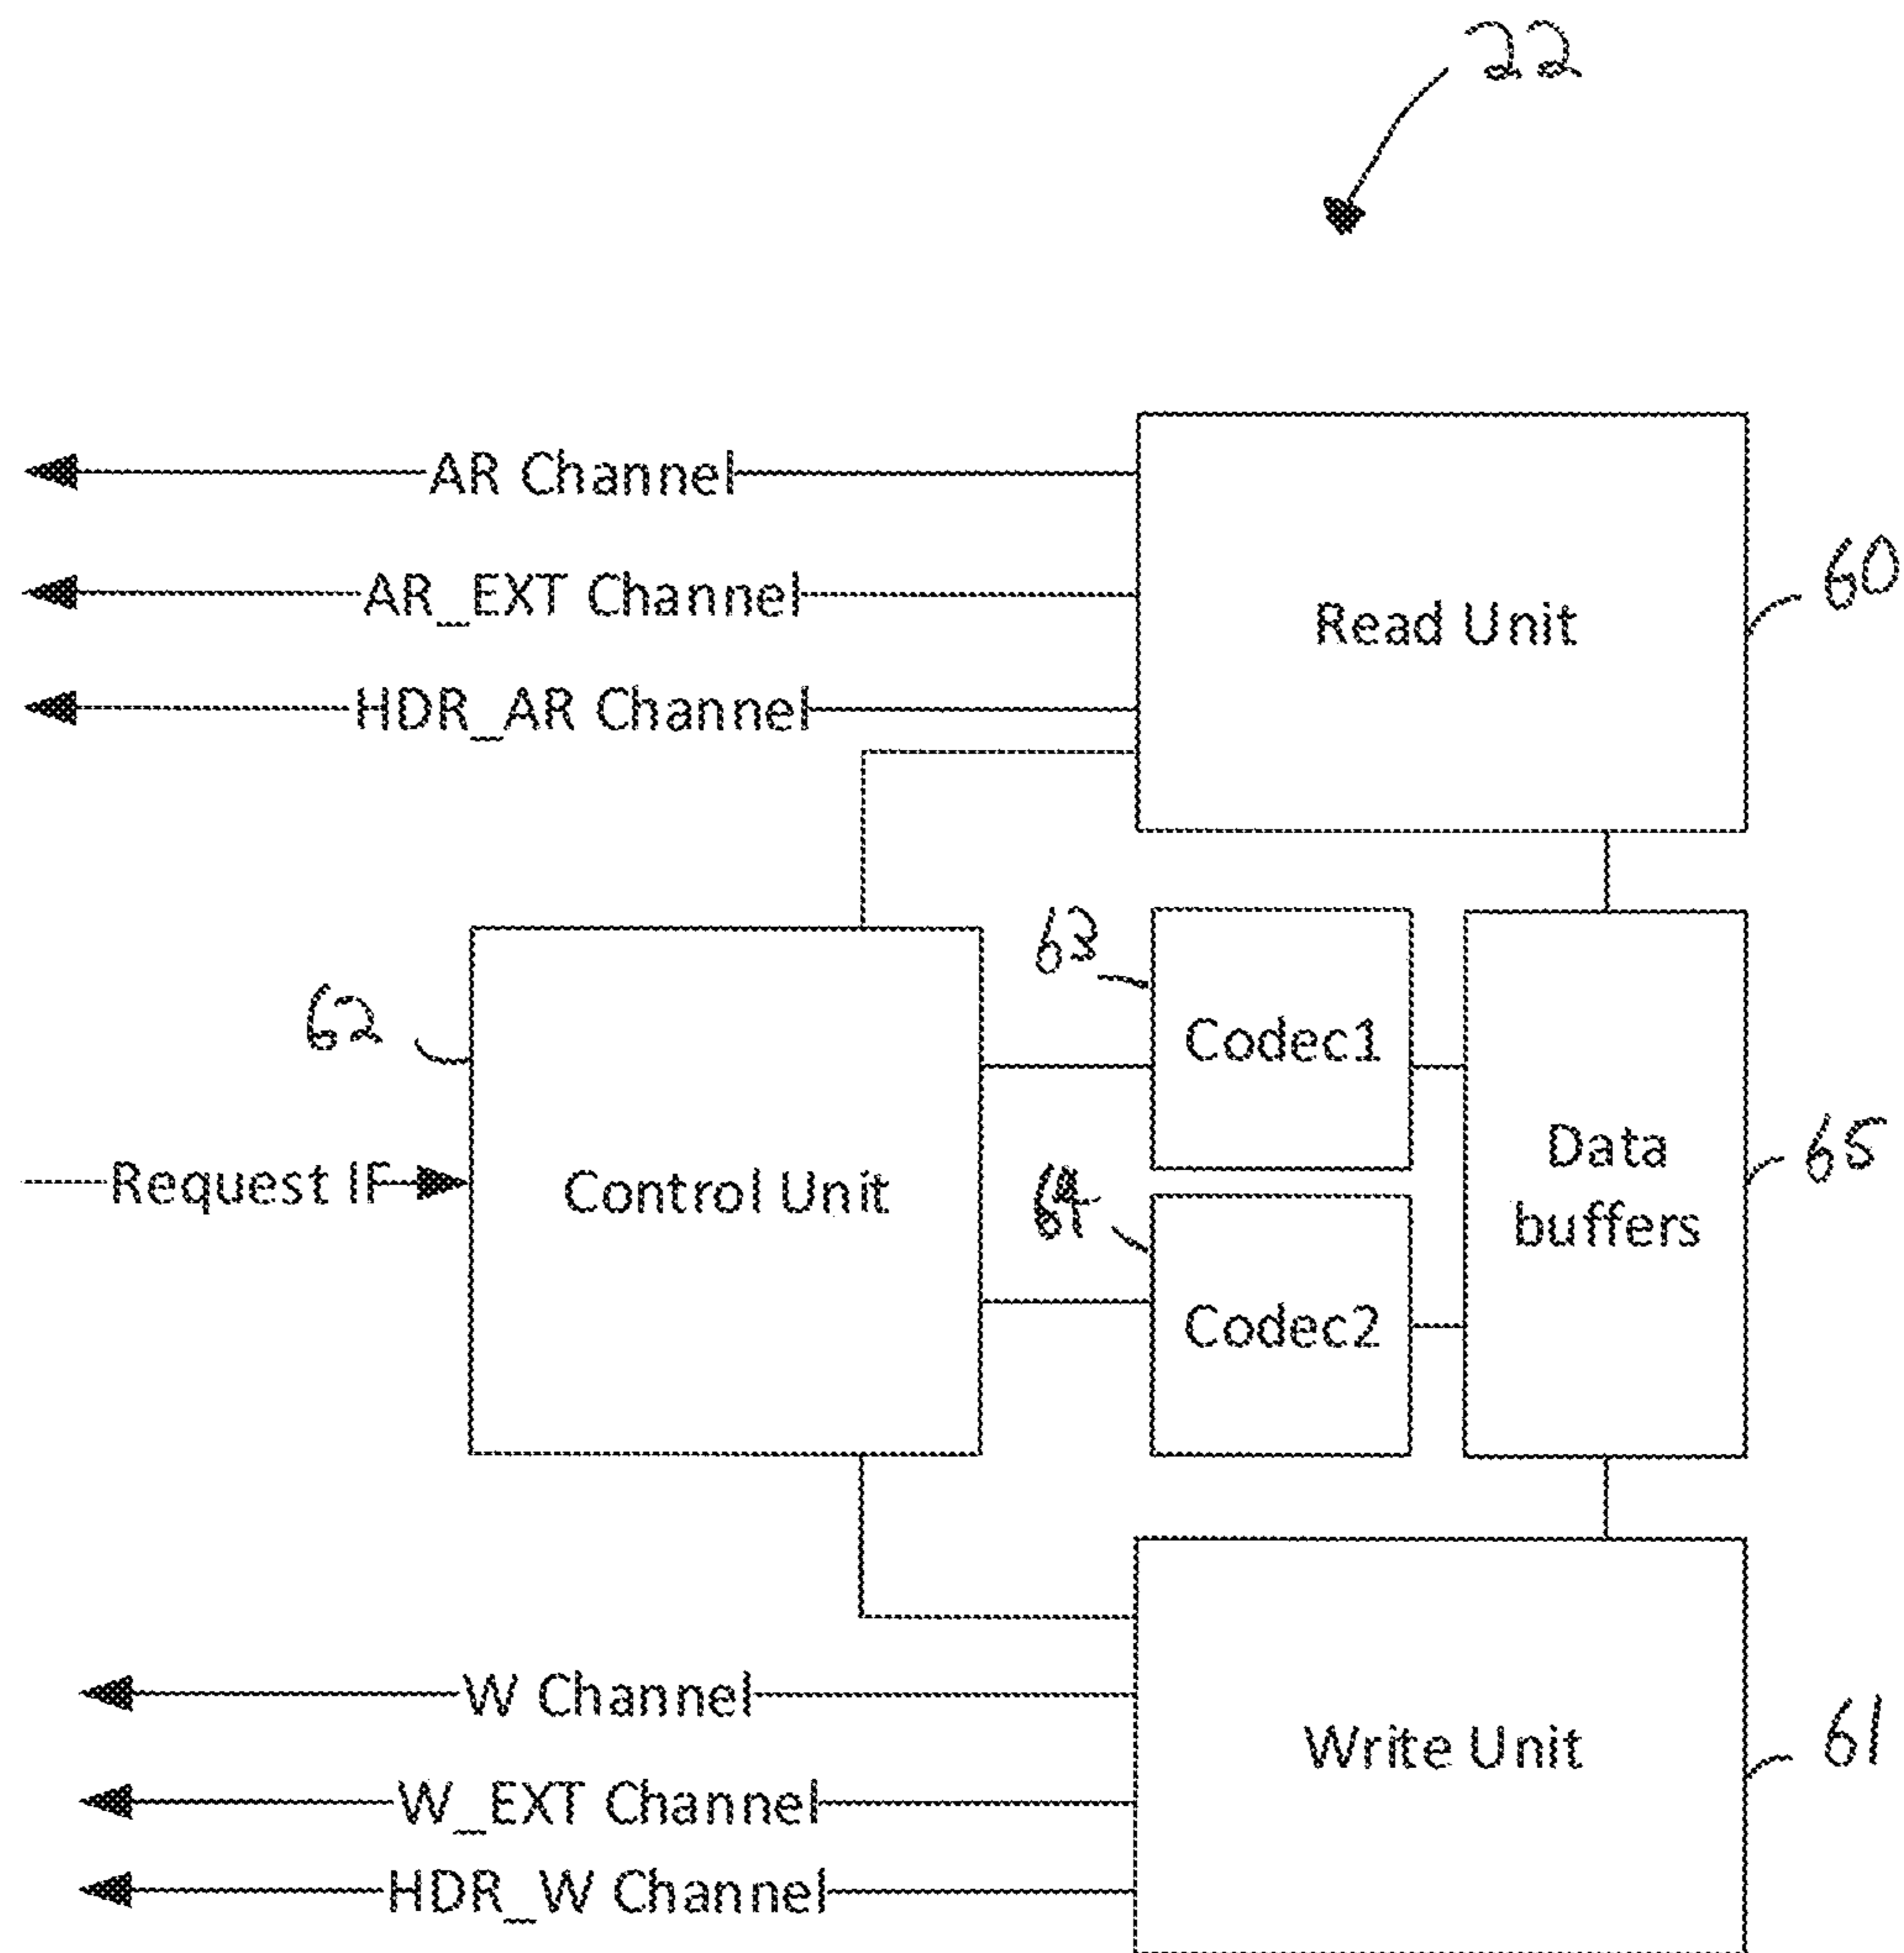 22
AR Channel
AR_EXT Channel
HDR_AR Channel
Read Unit
60
63
Codec1
62
Request IF
Control Unit
64
Codec2
Data
buffers
65
W Channel
W_EXT Channel
HDR_W Channel
Write Unit
61